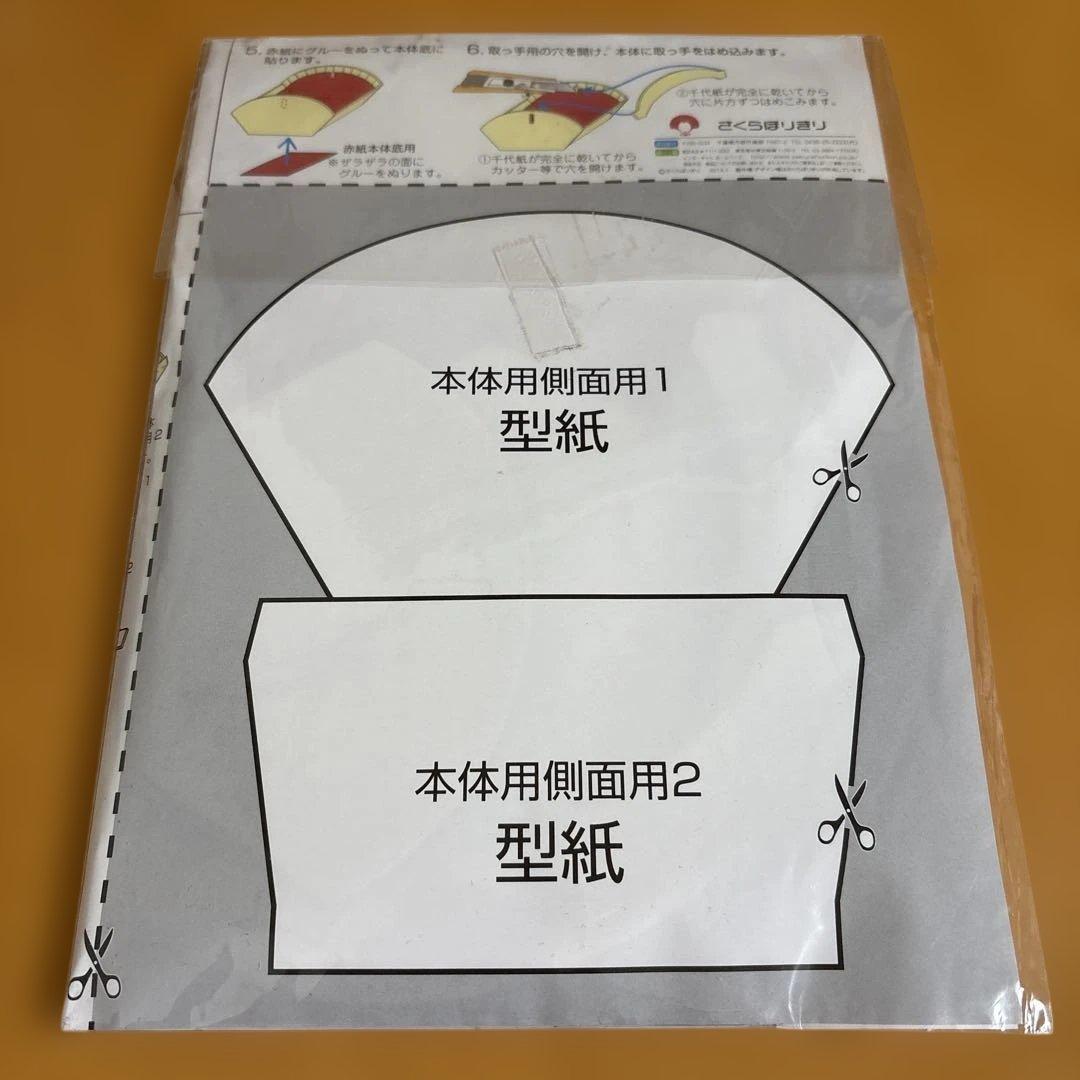 5. 赤紙にグルーをぬって本体底に
貼ります。
赤紙本体底用
※ザラザラの面に
グルーをぬります。
6. 取っ手用の穴を開け、本体に取っ手をはめ込みます。
①千代紙が完全に乾いてから
カッター等で穴を開けます。
②千代紙が完全に乾いてから
穴に片方ずつはめこみます。
さくらほりきり
本体用側面用1
型紙
本体用側面用2
型紙